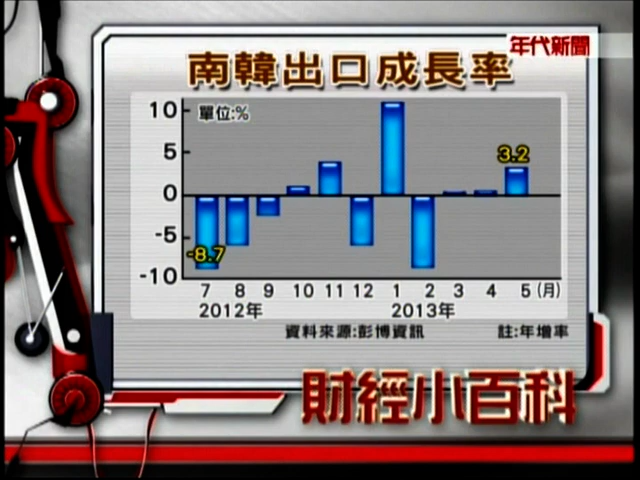 年代新聞
南韓出口成長率
單位:%
10
5
0
-5
-10
3.2
-8.7
7 8 9 10 11 12 1 2 3 4 5 (月)
2012年 2013年
資料來源:彭博資訊 註:年增率
財經小百科